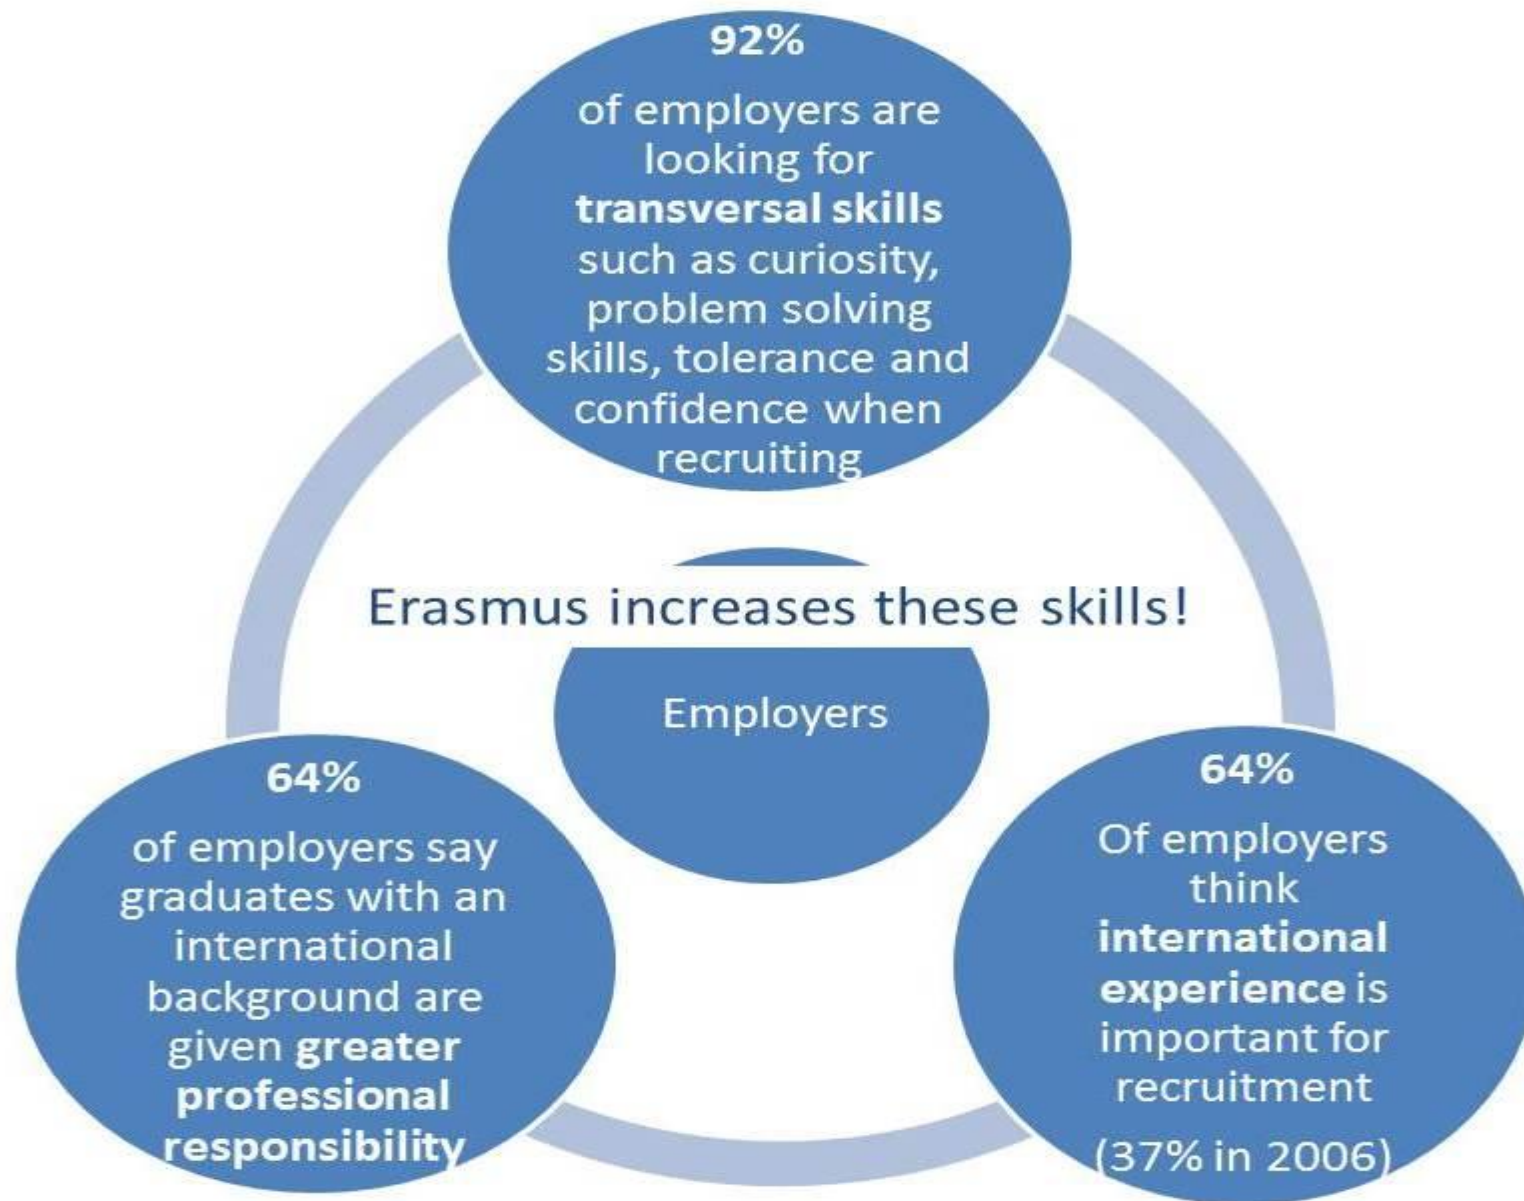 92%
of employers are
looking for
transversal skills
such as curiosity,
problem solving
skills, tolerance and
confidence when
recruiting
Erasmus increases these skills!
Employers
64%
of employers say
graduates with an
international
background are
given greater
professional
responsibility
64%
Of employers
think
international
experience is
important for
recruitment
(37% in 2006)